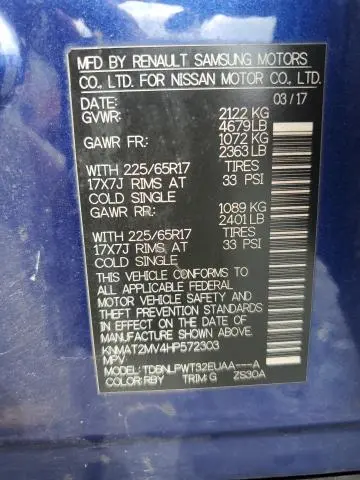 MFD BY RENAULT SAMSUNG MOTORS
CO., LTD. FOR NISSAN MOTOR CO., LTD.
DATE: 03/17
GVWR: 2122 KG
4679 LB
GAWR FR: 1072 KG
2363 LB
WITH 225/65R17 TIRES
17X7J RIMS AT 33 PSI
COLD SINGLE
GAWR RR: 1089 KG
2401 LB
WITH 225/65R17 TIRES
17X7J RIMS AT 33 PSI
COLD SINGLE
THIS VEHICLE CONFORMS TO
ALL APPLICABLE FEDERAL
MOTOR VEHICLE SAFETY AND
THEFT PREVENTION STANDARDS
IN EFFECT ON THE DATE OF
MANUFACTURE SHOWN ABOVE.
KNMAT2MV4HP572303
MPV
MODEL: TDBNLPWT32EUAA---A
COLOR: RBY TRIM: G ZS30A